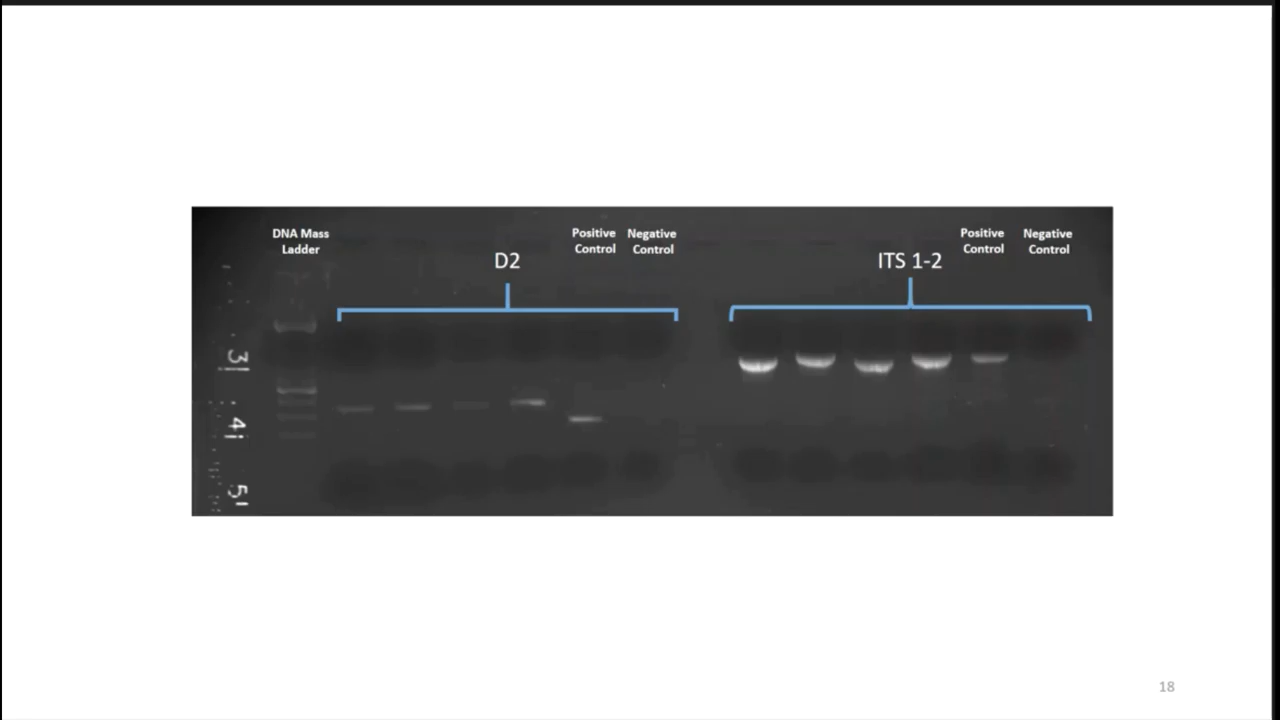 DNA Mass
Ladder
D2
Positive
Control
Negative
Control
ITS 1-2
Positive
Control
Negative
Control
3
4
5
18